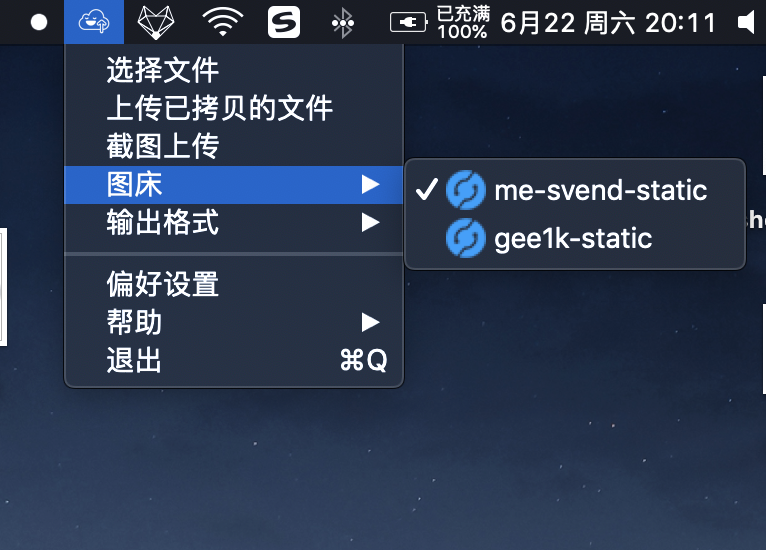 已充满
100%
6月22 周六 20:11
选择文件
上传已拷贝的文件
截图上传
图床
me-svend-static
gee1k-static
输出格式
偏好设置
帮助
退出 ⌘Q